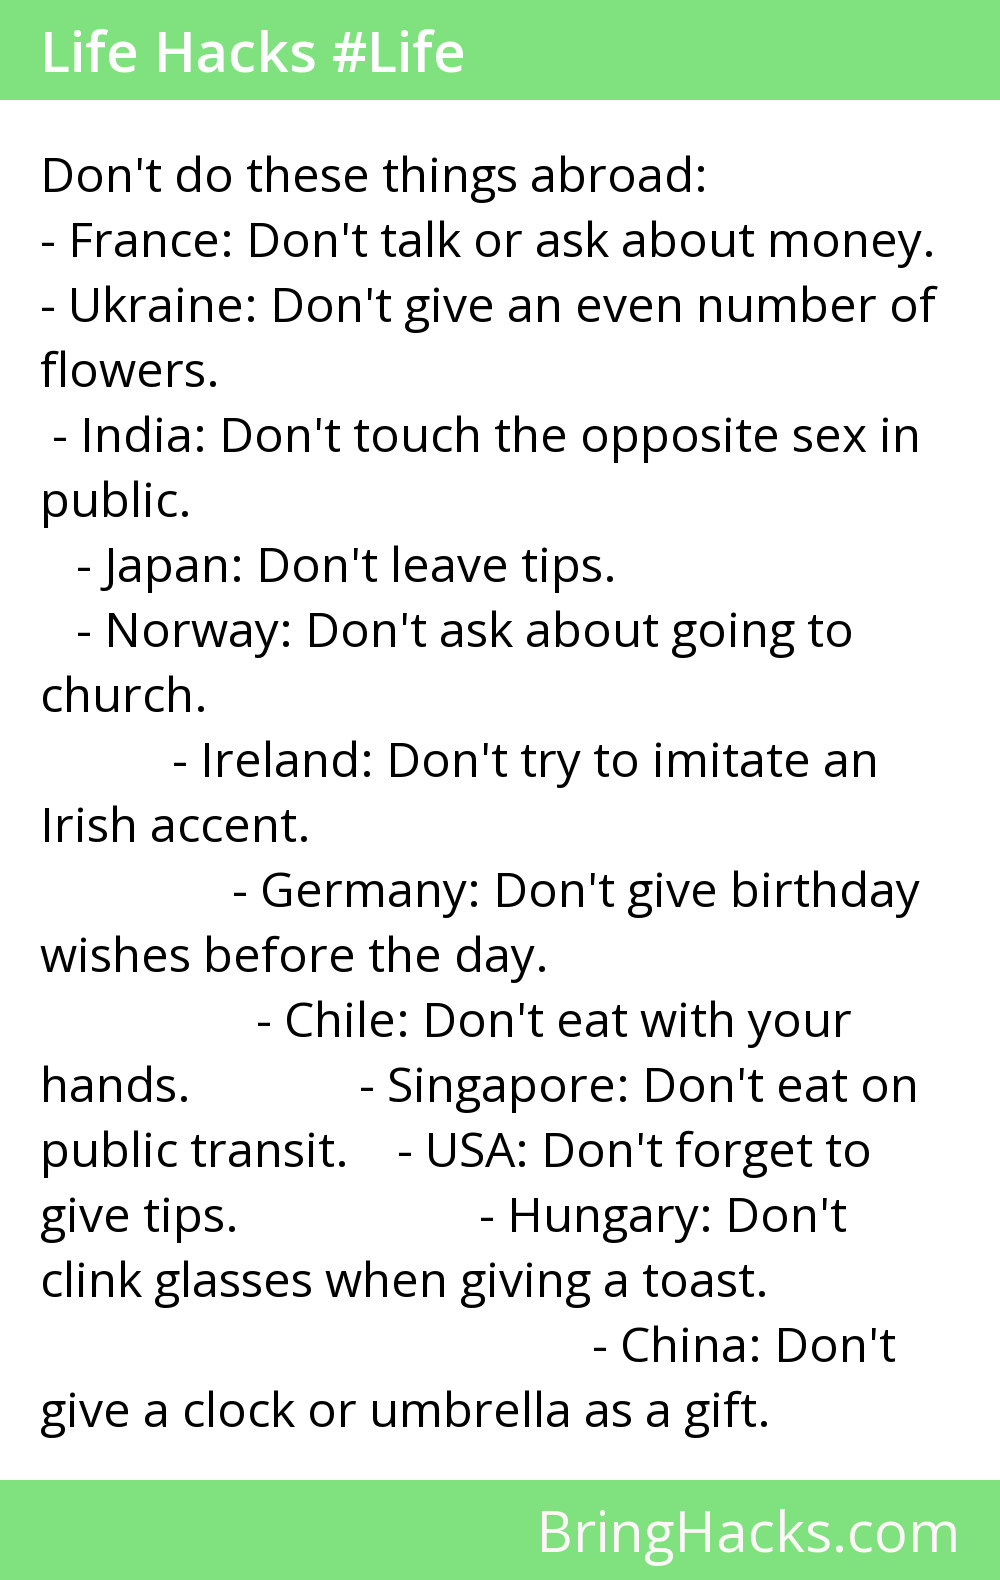 Life Hacks #Life
Don't do these things abroad:
- France: Don't talk or ask about money.
- Ukraine: Don't give an even number of
flowers.
- India: Don't touch the opposite sex in
public.
- Japan: Don't leave tips.
- Norway: Don't ask about going to
church.
- Ireland: Don't try to imitate an
Irish accent.
- Germany: Don't give birthday
wishes before the day.
- Chile: Don't eat with your
hands. - Singapore: Don't eat on
public transit. - USA: Don't forget to
give tips. - Hungary: Don't
clink glasses when giving a toast.
- China: Don't
give a clock or umbrella as a gift.
BringHacks.com